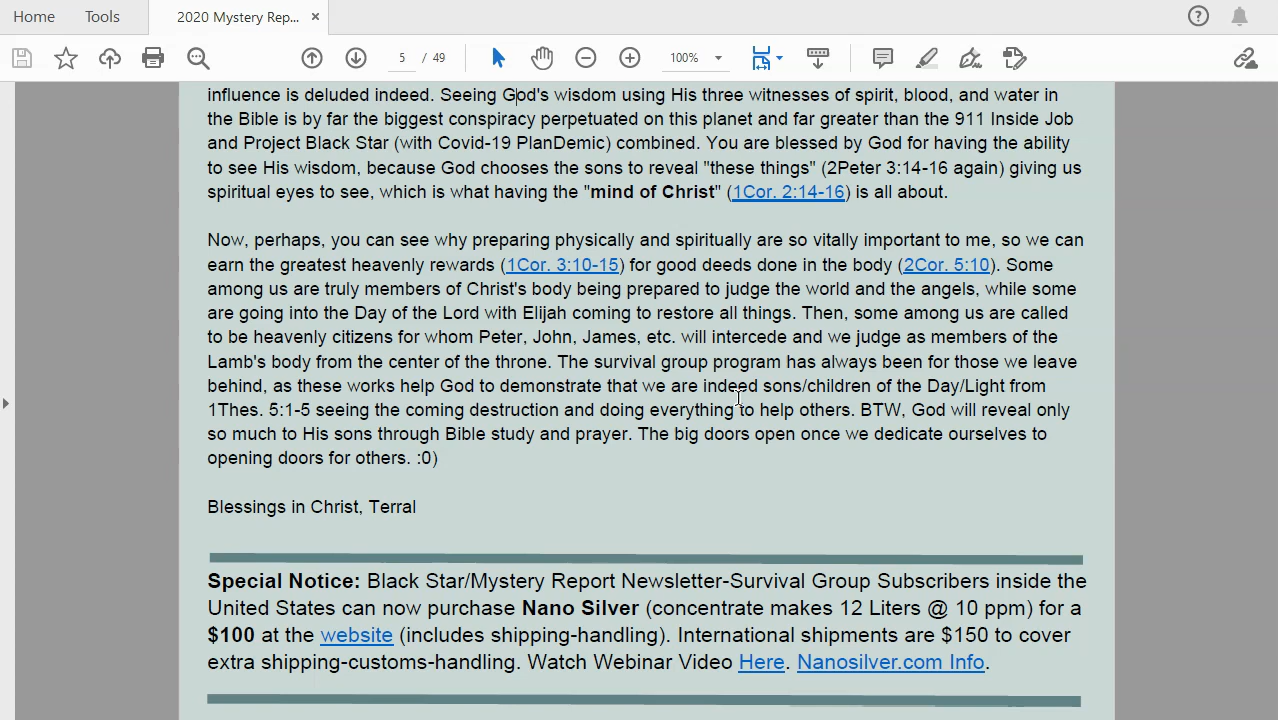 Home Tools 2020 Mystery Rep... ×
5 / 49 100%
influence is deluded indeed. Seeing God's wisdom using His three witnesses of spirit, blood, and water in
the Bible is by far the biggest conspiracy perpetuated on this planet and far greater than the 911 Inside Job
and Project Black Star (with Covid-19 PlanDemic) combined. You are blessed by God for having the ability
to see His wisdom, because God chooses the sons to reveal "these things" (2Peter 3:14-16 again) giving us
spiritual eyes to see, which is what having the "mind of Christ" (1Cor. 2:14-16) is all about.
Now, perhaps, you can see why preparing physically and spiritually are so vitally important to me, so we can
earn the greatest heavenly rewards (1Cor. 3:10-15) for good deeds done in the body (2Cor. 5:10). Some
among us are truly members of Christ's body being prepared to judge the world and the angels, while some
are going into the Day of the Lord with Elijah coming to restore all things. Then, some among us are called
to be heavenly citizens for whom Peter, John, James, etc. will intercede and we judge as members of the
Lamb's body from the center of the throne. The survival group program has always been for those we leave
behind, as these works help God to demonstrate that we are indeed sons/children of the Day/Light from
1Thes. 5:1-5 seeing the coming destruction and doing everything to help others. BTW, God will reveal only
so much to His sons through Bible study and prayer. The big doors open once we dedicate ourselves to
opening doors for others. :0)
Blessings in Christ, Terral
Special Notice: Black Star/Mystery Report Newsletter-Survival Group Subscribers inside the
United States can now purchase Nano Silver (concentrate makes 12 Liters @ 10 ppm) for a
$100 at the website (includes shipping-handling). International shipments are $150 to cover
extra shipping-customs-handling. Watch Webinar Video Here. Nanosilver.com Info.